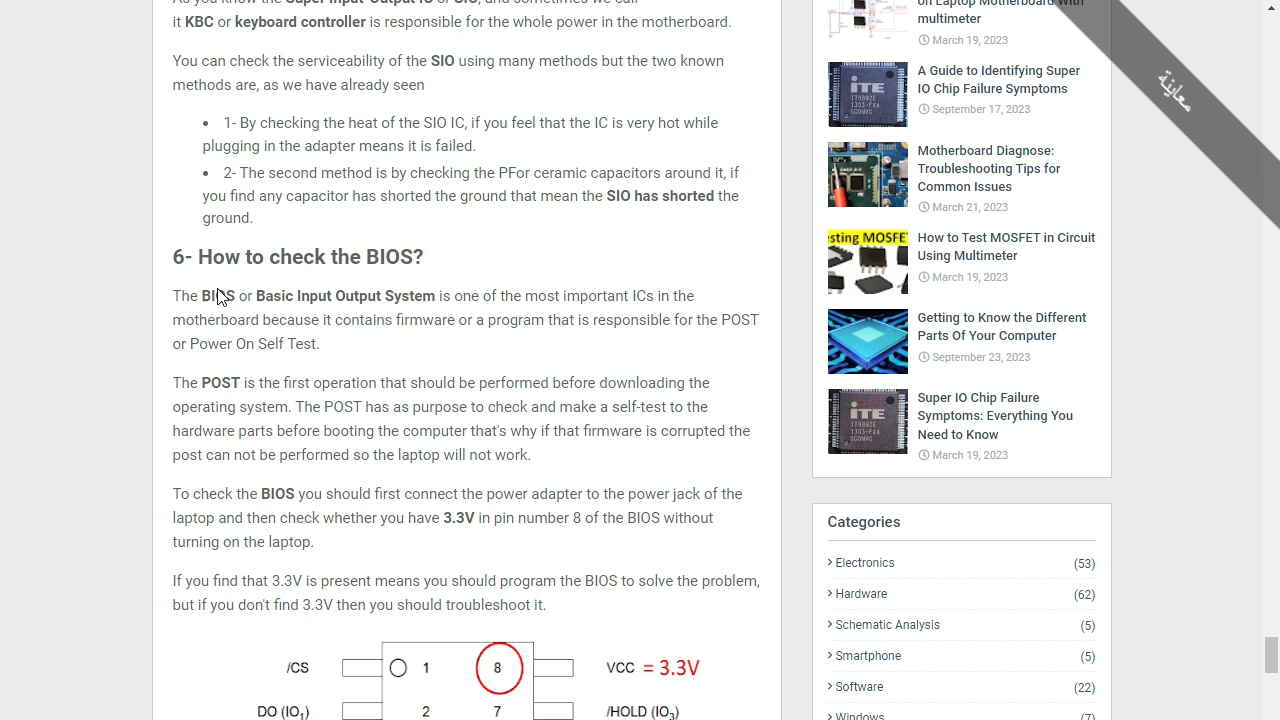 it KBC or keyboard controller is responsible for the whole power in the motherboard.
You can check the serviceability of the SIO using many methods but the two known
methods are, as we have already seen
1- By checking the heat of the SIO IC, if you feel that the IC is very hot while
plugging in the adapter means it is failed.
2- The second method is by checking the PFor ceramic capacitors around it, if
you find any capacitor has shorted the ground that mean the SIO has shorted the
ground.
6- How to check the BIOS?
The BIOS or Basic Input Output System is one of the most important ICs in the
motherboard because it contains firmware or a program that is responsible for the POST
or Power On Self Test.
The POST is the first operation that should be performed before downloading the
operating system. The POST has as purpose to check and make a self-test to the
hardware parts before booting the computer that's why if that firmware is corrupted the
post can not be performed so the laptop will not work.
To check the BIOS you should first connect the power adapter to the power jack of the
laptop and then check whether you have 3.3V in pin number 8 of the BIOS without
turning on the laptop.
If you find that 3.3V is present means you should program the BIOS to solve the problem,
but if you don't find 3.3V then you should troubleshoot it.
/CS 1 8 VCC = 3.3V
DO (IO1) 2 7 /HOLD (IO3)
on Laptop Motherboard With
multimeter
March 19, 2023
A Guide to Identifying Super
IO Chip Failure Symptoms
September 17, 2023
Motherboard Diagnose:
Troubleshooting Tips for
Common Issues
March 21, 2023
How to Test MOSFET in Circuit
Using Multimeter
March 19, 2023
Getting to Know the Different
Parts Of Your Computer
September 23, 2023
Super IO Chip Failure
Symptoms: Everything You
Need to Know
March 19, 2023
iTE
IT8892E
1303-FXA
esting MOSFE
iTE
IT8892E
1303-FXA
معاينة
Categories
Electronics (53)
Hardware (62)
Schematic Analysis (5)
Smartphone (5)
Software (22)
Windows (7)